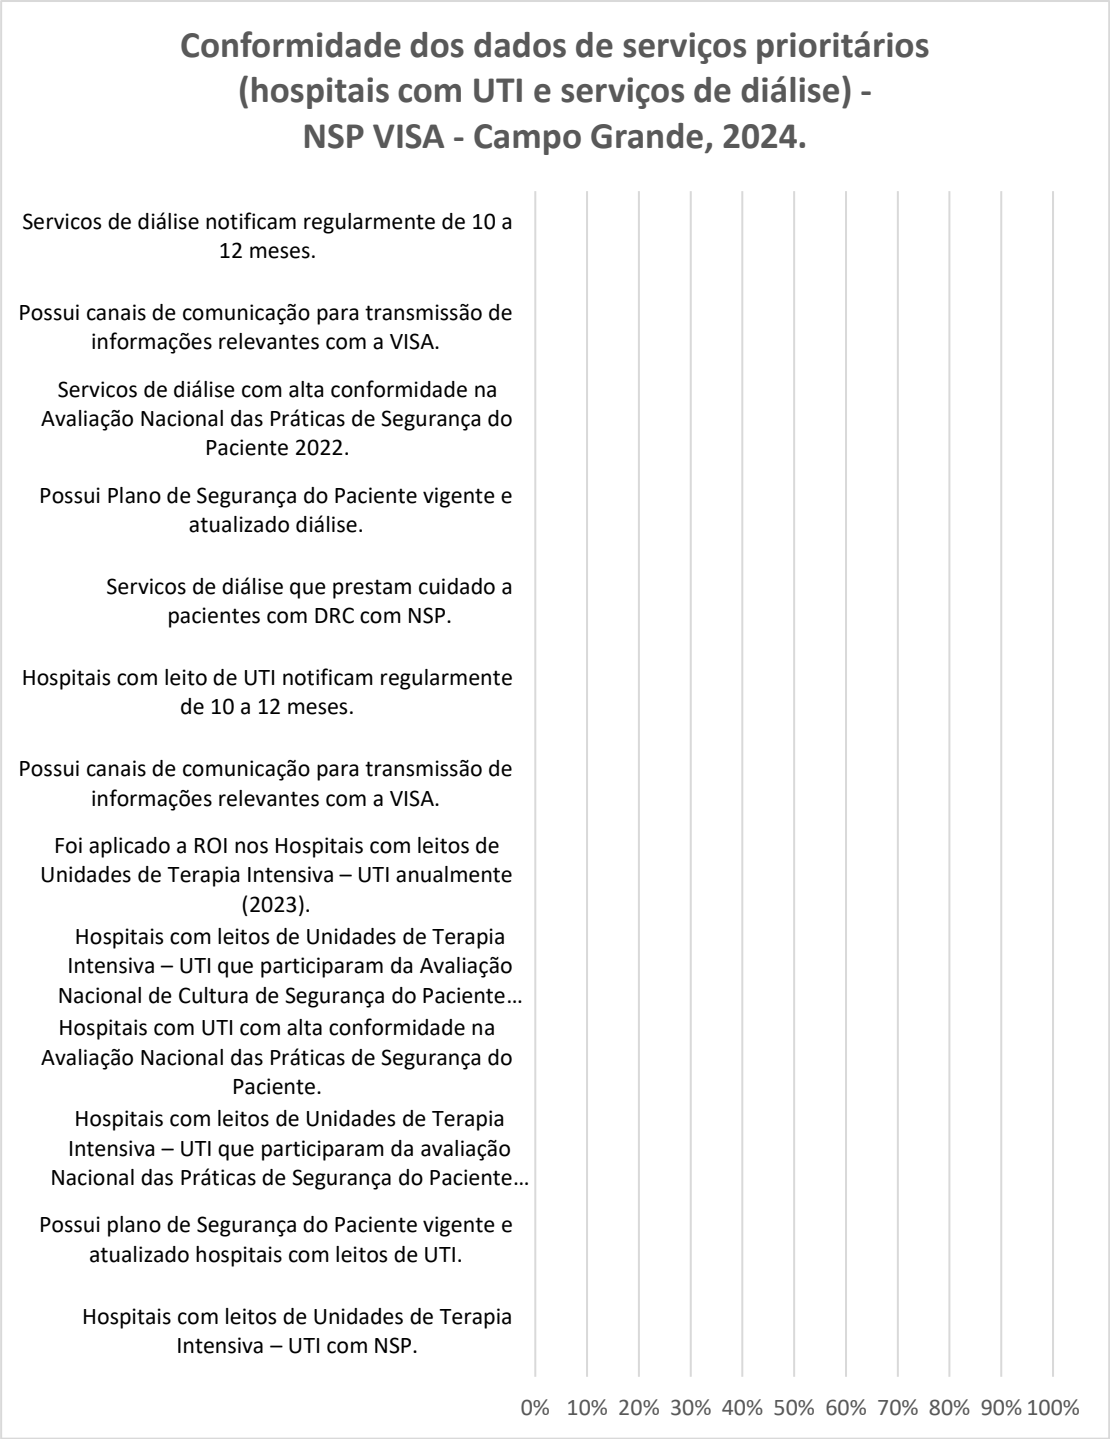 Conformidade dos dados de serviços prioritários
(hospitais com UTI e serviços de diálise) -
NSP VISA - Campo Grande, 2024.
Servicos de diálise notificam regularmente de 10 a
12 meses.
Possui canais de comunicação para transmissão de
informações relevantes com a VISA.
Servicos de diálise com alta conformidade na
Avaliação Nacional das Práticas de Segurança do
Paciente 2022.
Possui Plano de Segurança do Paciente vigente e
atualizado diálise.
Servicos de diálise que prestam cuidado a
pacientes com DRC com NSP.
Hospitais com leito de UTI notificam regularmente
de 10 a 12 meses.
Possui canais de comunicação para transmissão de
informações relevantes com a VISA.
Foi aplicado a ROI nos Hospitais com leitos de
Unidades de Terapia Intensiva – UTI anualmente
(2023).
Hospitais com leitos de Unidades de Terapia
Intensiva – UTI que participaram da Avaliação
Nacional de Cultura de Segurança do Paciente...
Hospitais com UTI com alta conformidade na
Avaliação Nacional das Práticas de Segurança do
Paciente.
Hospitais com leitos de Unidades de Terapia
Intensiva – UTI que participaram da avaliação
Nacional das Práticas de Segurança do Paciente...
Possui plano de Segurança do Paciente vigente e
atualizado hospitais com leitos de UTI.
Hospitais com leitos de Unidades de Terapia
Intensiva – UTI com NSP.
0% 10% 20% 30% 40% 50% 60% 70% 80% 90% 100%